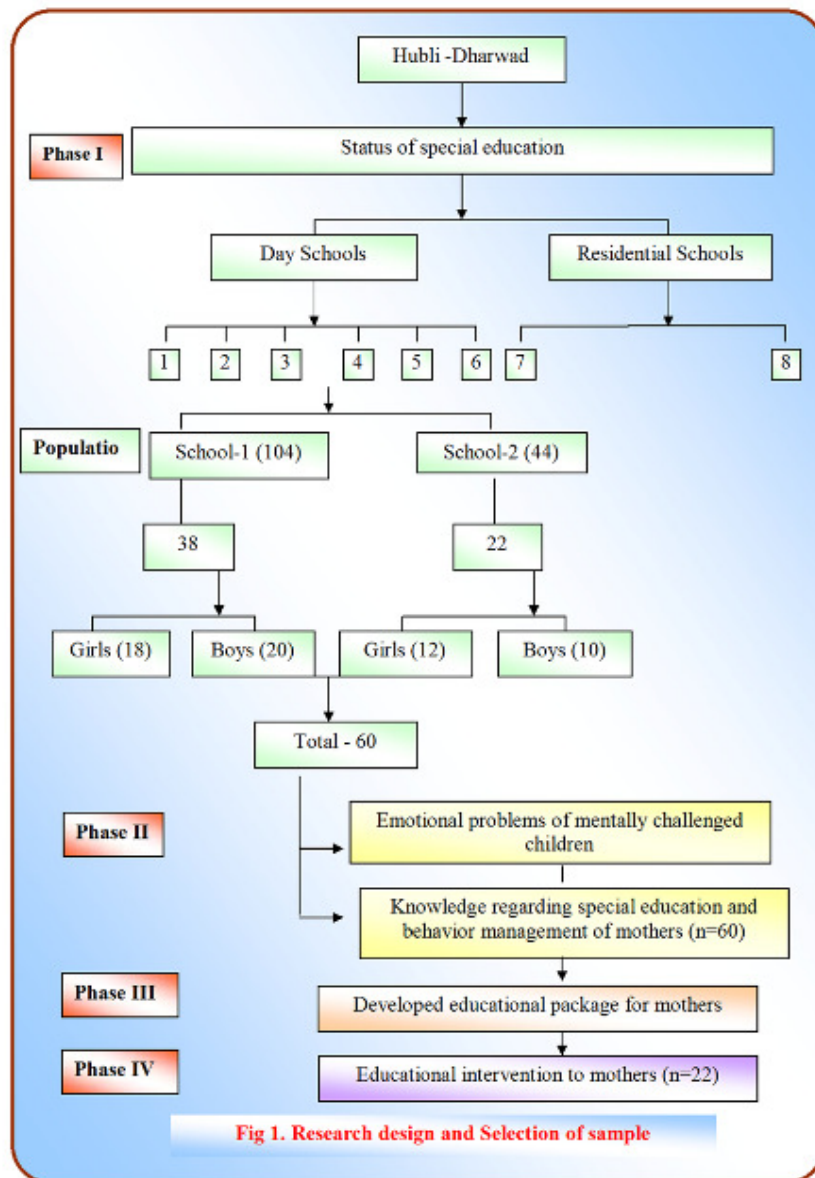 Hubli -Dharwad
Phase I
Status of special education
Day Schools
Residential Schools
1
2
3
4
5
6
7
8
Populatio
School-1 (104)
School-2 (44)
38
22
Girls (18)
Boys (20)
Girls (12)
Boys (10)
Total - 60
Phase II
Emotional problems of mentally challenged
children
Knowledge regarding special education and
behavior management of mothers (n=60)
Phase III
Developed educational package for mothers
Phase IV
Educational intervention to mothers (n=22)
Fig 1. Research design and Selection of sample